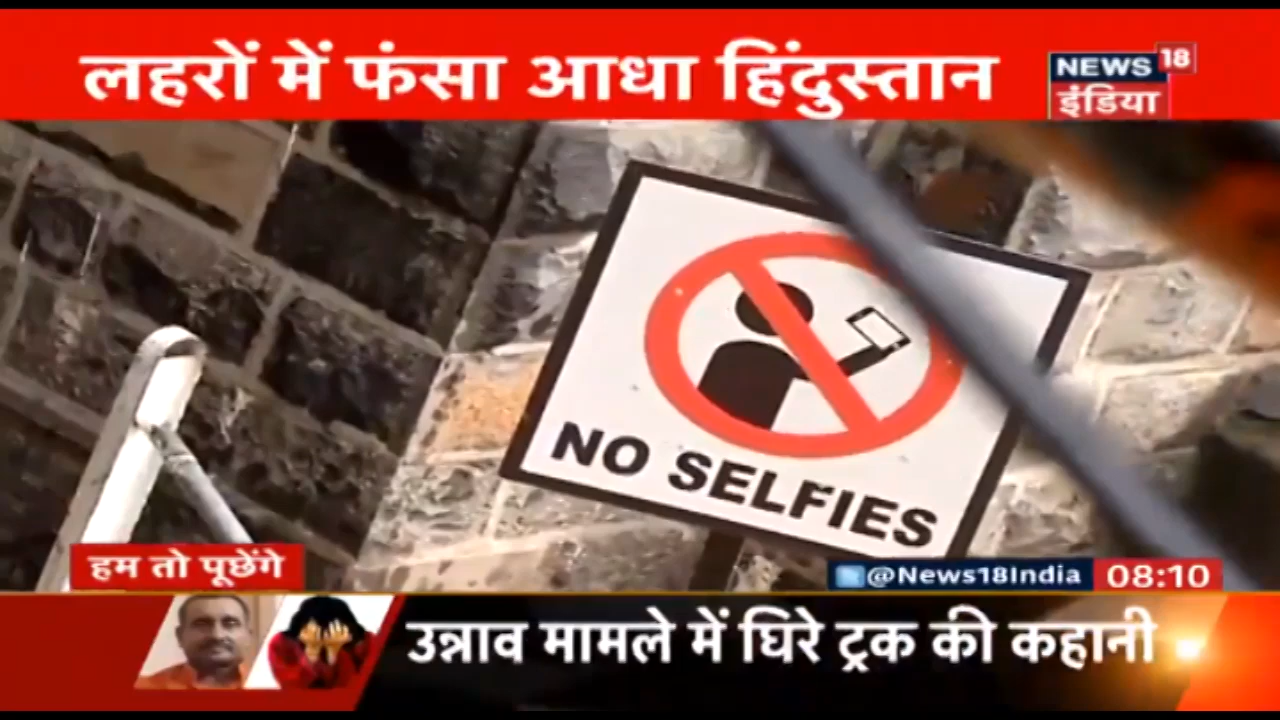 लहरों में फंसा आधा हिंदुस्तान
NEWS 18
इंडिया
NO SELFIES
हम तो पूछेंगे
@News18India
08:10
उन्नाव मामले में घिरे ट्रक की कहानी